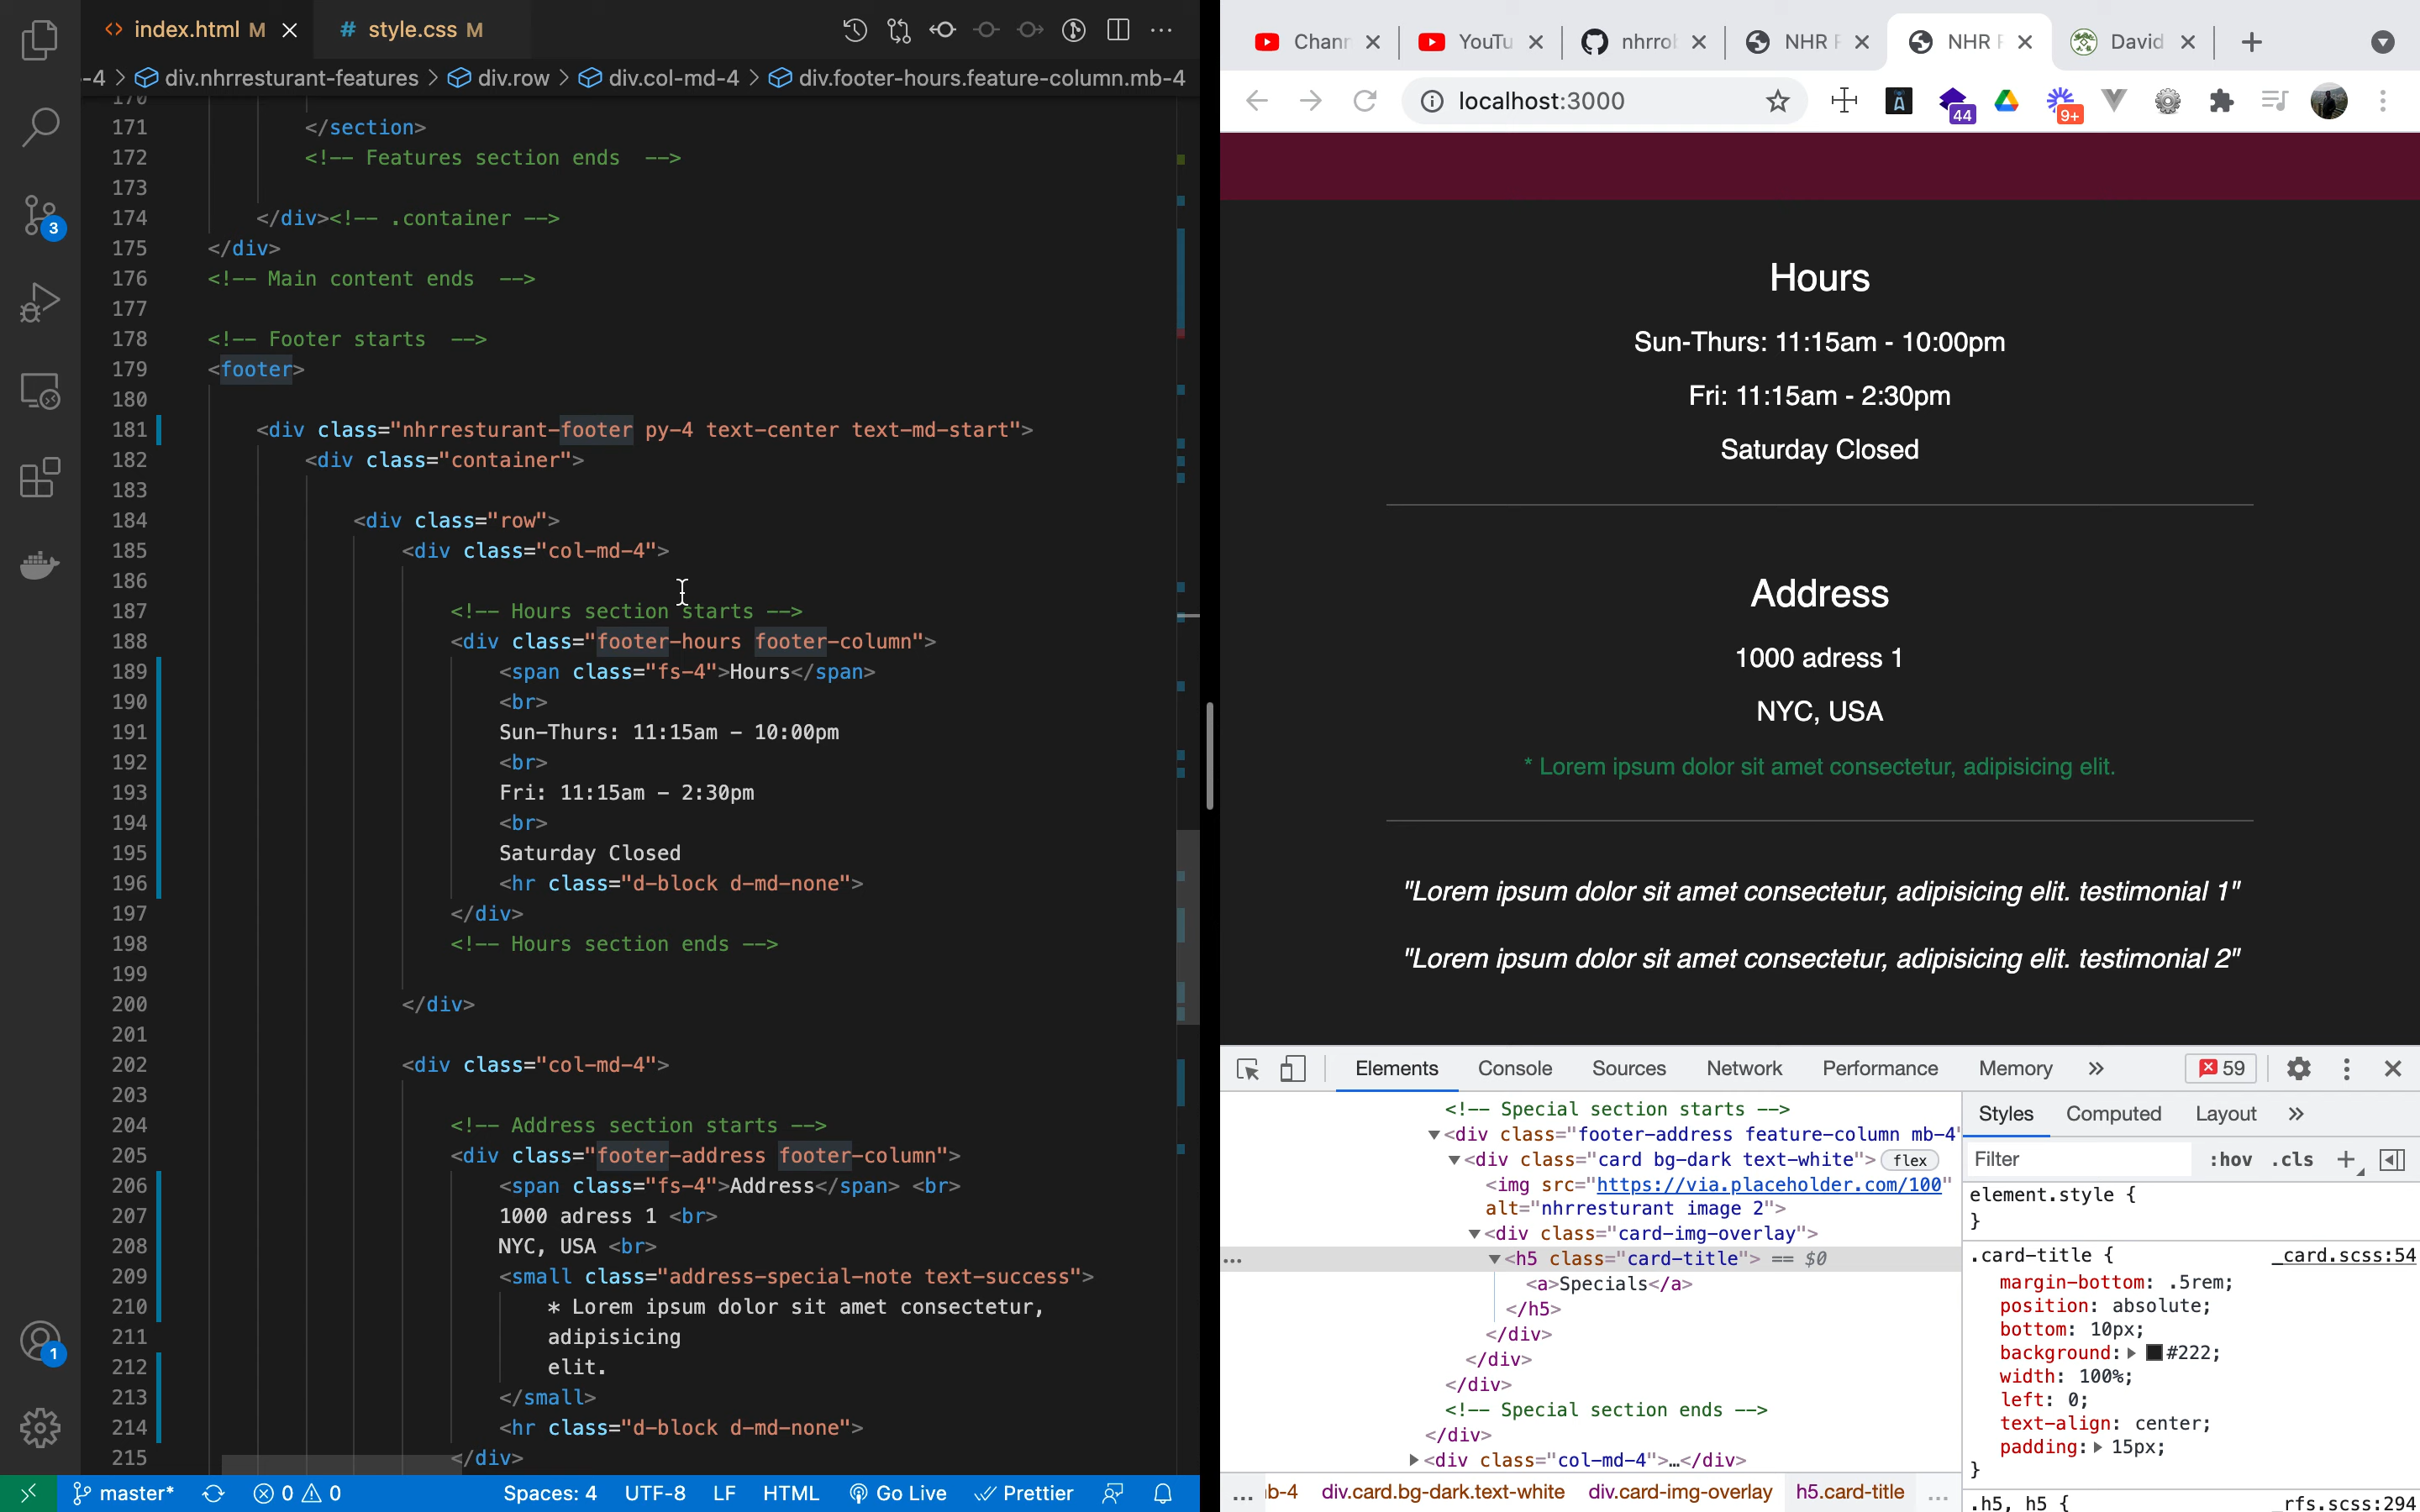 index.html M
style.css M
-4 > div.nhrresturant-features > div.row > div.col-md-4 > div.footer-hours.feature-column.mb-4
170
171 </section>
172 <!-- Features section ends  -->
173
174 </div><!-- .container -->
175 </div>
176 <!-- Main content ends  -->
177
178 <!-- Footer starts  -->
179 <footer>
180
181 <div class="nhrresturant-footer py-4 text-center text-md-start">
182 <div class="container">
183
184 <div class="row">
185 <div class="col-md-4">
186
187 <!-- Hours section starts -->
188 <div class="footer-hours footer-column">
189 <span class="fs-4">Hours</span>
190 <br>
191 Sun-Thurs: 11:15am - 10:00pm
192 <br>
193 Fri: 11:15am - 2:30pm
194 <br>
195 Saturday Closed
196 <hr class="d-block d-md-none">
197 </div>
198 <!-- Hours section ends -->
199
200 </div>
201
202 <div class="col-md-4">
203
204 <!-- Address section starts -->
205 <div class="footer-address footer-column">
206 <span class="fs-4">Address</span> <br>
207 1000 adress 1 <br>
208 NYC, USA <br>
209 <small class="address-special-note text-success">
210 * Lorem ipsum dolor sit amet consectetur,
211 adipisicing
212 elit.
213 </small>
214 <hr class="d-block d-md-none">
215 </div>
3
1
master* 0 0 Spaces: 4 UTF-8 LF HTML Go Live Prettier
Chann YouTu nhrrob NHR NHR David
localhost:3000
44 9+
Hours
Sun-Thurs: 11:15am - 10:00pm
Fri: 11:15am - 2:30pm
Saturday Closed
Address
1000 adress 1
NYC, USA
* Lorem ipsum dolor sit amet consectetur, adipisicing elit.
"Lorem ipsum dolor sit amet consectetur, adipisicing elit. testimonial 1"
"Lorem ipsum dolor sit amet consectetur, adipisicing elit. testimonial 2"
Elements Console Sources Network Performance Memory » 59
<!-- Special section starts -->
<div class="footer-address feature-column mb-4"
<div class="card bg-dark text-white"> flex
<img src="https://via.placeholder.com/100"
alt="nhrresturant image 2">
<div class="card-img-overlay">
... <h5 class="card-title"> == $0
<a>Specials</a>
</h5>
</div>
</div>
</div>
<!-- Special section ends -->
</div>
<div class="col-md-4">…</div>
... b-4 div.card.bg-dark.text-white div.card-img-overlay h5.card-title ...
Styles Computed Layout »
Filter :hov .cls +
element.style {
}
.card-title { _card.scss:54
margin-bottom: .5rem;
position: absolute;
bottom: 10px;
background: #222;
width: 100%;
left: 0;
text-align: center;
padding: 15px;
}
.h5, h5 { _rfs.scss:294